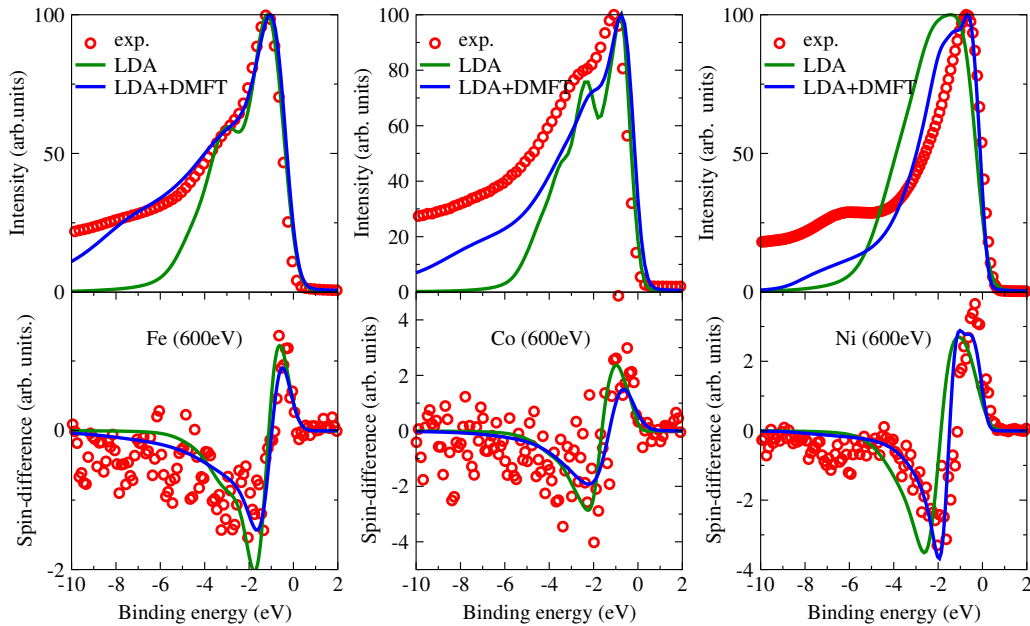 100
50
0
Intensity (arb.units)
exp.
LDA
LDA+DMFT
100
80
60
40
20
0
Intensity (arb. units)
exp.
LDA
LDA+DMFT
100
50
0
Intensity (arb. units)
exp.
LDA
LDA+DMFT
0
-2
Spin-difference (arb. units.)
Fe (600eV)
-10 -8 -6 -4 -2 0 2
Binding energy (eV)
4
2
0
-2
-4
Spin-difference (arb. units)
Co (600eV)
-10 -8 -6 -4 -2 0 2
Binding energy (eV)
4
2
0
-2
-4
Spin-difference (arb. units)
Ni (600eV)
-10 -8 -6 -4 -2 0 2
Binding energy (eV)